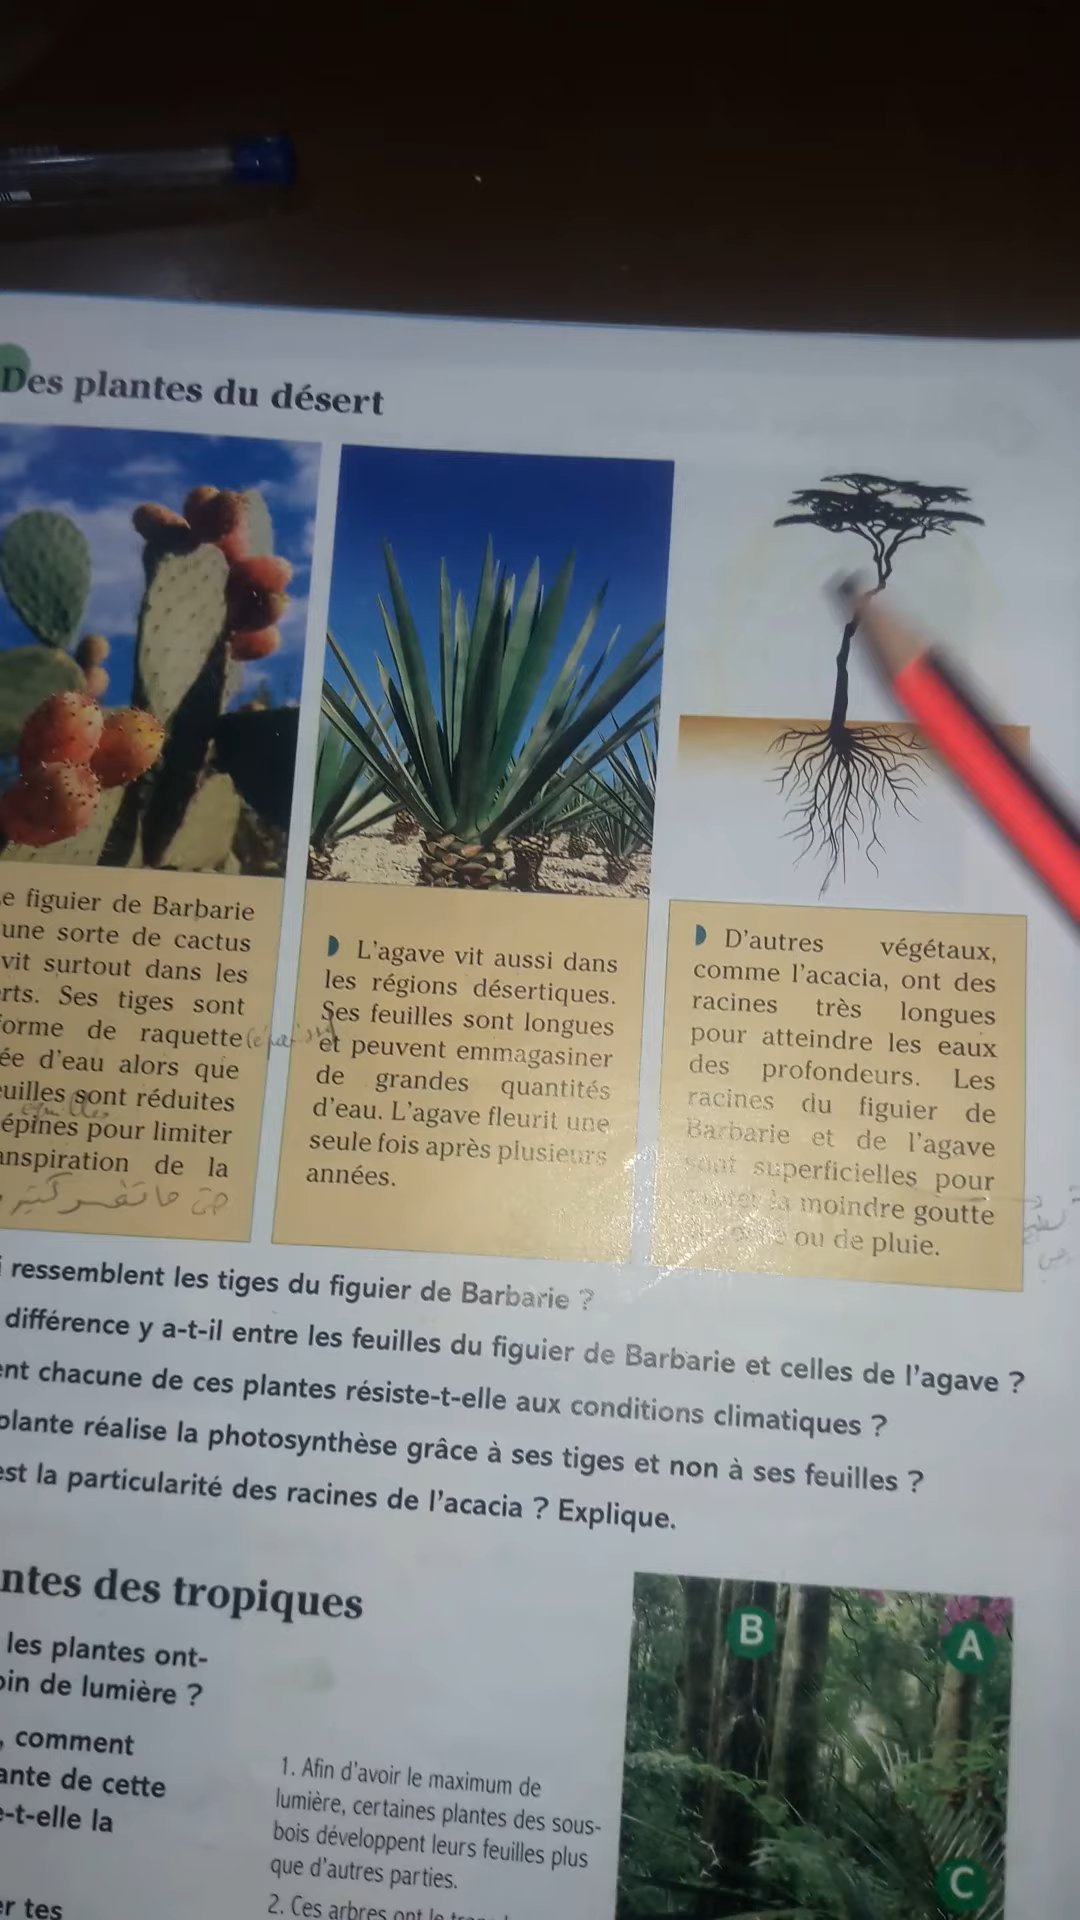 Des plantes du désert
e figuier de Barbarie
une sorte de cactus
vit surtout dans les
rts. Ses tiges sont
orme de raquette
ée d'eau alors que
uilles sont réduites
épines pour limiter
anspiration de la
L'agave vit aussi dans
les régions désertiques.
Ses feuilles sont longues
et peuvent emmagasiner
de grandes quantités
d'eau. L'agave fleurit une
seule fois après plusieurs
années.
D'autres végétaux,
comme l'acacia, ont des
racines très longues
pour atteindre les eaux
des profondeurs. Les
racines du figuier de
Barbarie et de l'agave
sont superficielles pour
la moindre goutte
ou de pluie.
i ressemblent les tiges du figuier de Barbarie ?
différence y a-t-il entre les feuilles du figuier de Barbarie et celles de l'agave ?
ent chacune de ces plantes résiste-t-elle aux conditions climatiques ?
plante réalise la photosynthèse grâce à ses tiges et non à ses feuilles ?
est la particularité des racines de l'acacia ? Explique.
ntes des tropiques
les plantes ont-
oin de lumière ?
, comment
ante de cette
e-t-elle la
er tes
1. Afin d'avoir le maximum de
lumière, certaines plantes des sous-
bois développent leurs feuilles plus
que d'autres parties.
2. Ces arbres ont le
B
A
C